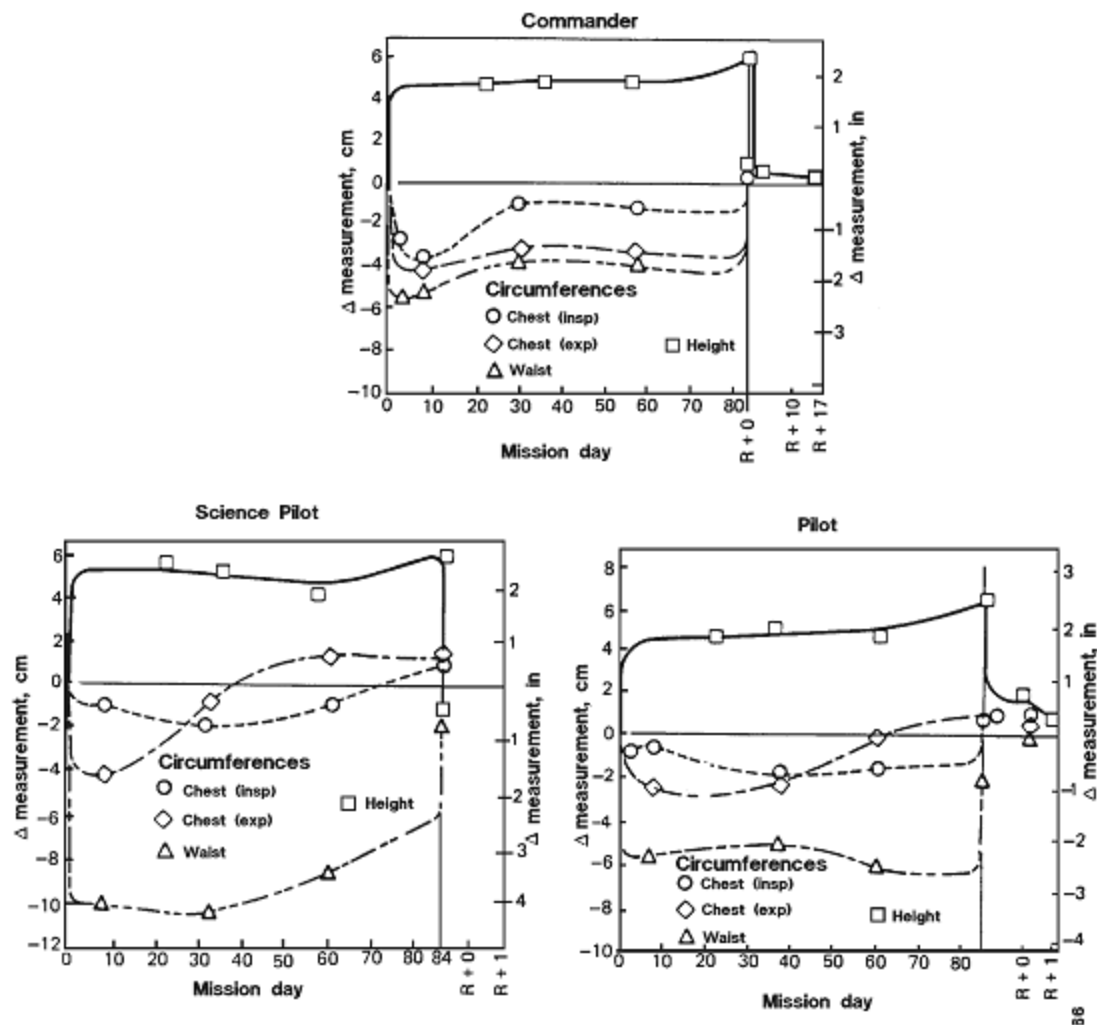 Commander
6
4
2
0
−2
−4
−6
−8
−10
Δ measurement, cm
2
1
−1
−2
−3
Δ measurement, in
Circumferences
Chest (insp)
Chest (exp)
Height
Waist
0 10 20 30 40 50 60 70 80
R + 0
R + 10
R + 17
Mission day
Science Pilot
6
4
2
0
−2
−4
−6
−8
−10
−12
Δ measurement, cm
2
1
1
2
3
4
Δ measurement, in
Circumferences
Chest (insp)
Height
Chest (exp)
Waist
0 10 20 30 40 50 60 70 80 84
R + 0
R + 1
Mission day
Pilot
8
6
4
2
0
−2
−4
−6
−8
−10
Δ measurement, cm
3
2
1
−1
−2
−3
−4
Δ measurement, in
Circumferences
Chest (insp)
Chest (exp)
Height
Waist
0 10 20 30 40 50 60 70 80
R + 0
R + 1
Mission day
66